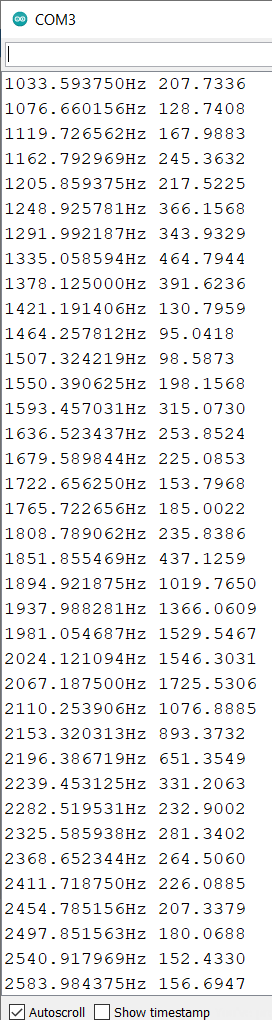 COM3
1033.593750Hz 207.7336
1076.660156Hz 128.7408
1119.726562Hz 167.9883
1162.792969Hz 245.3632
1205.859375Hz 217.5225
1248.925781Hz 366.1568
1291.992187Hz 343.9329
1335.058594Hz 464.7944
1378.125000Hz 391.6236
1421.191406Hz 130.7959
1464.257812Hz 95.0418
1507.324219Hz 98.5873
1550.390625Hz 198.1568
1593.457031Hz 315.0730
1636.523437Hz 253.8524
1679.589844Hz 225.0853
1722.656250Hz 153.7968
1765.722656Hz 185.0022
1808.789062Hz 235.8386
1851.855469Hz 437.1259
1894.921875Hz 1019.7650
1937.988281Hz 1366.0609
1981.054687Hz 1529.5467
2024.121094Hz 1546.3031
2067.187500Hz 1725.5306
2110.253906Hz 1076.8885
2153.320313Hz 893.3732
2196.386719Hz 651.3549
2239.453125Hz 331.2063
2282.519531Hz 232.9002
2325.585938Hz 281.3402
2368.652344Hz 264.5060
2411.718750Hz 226.0885
2454.785156Hz 207.3379
2497.851563Hz 180.0688
2540.917969Hz 152.4330
2583.984375Hz 156.6947
Autoscroll Show timestamp